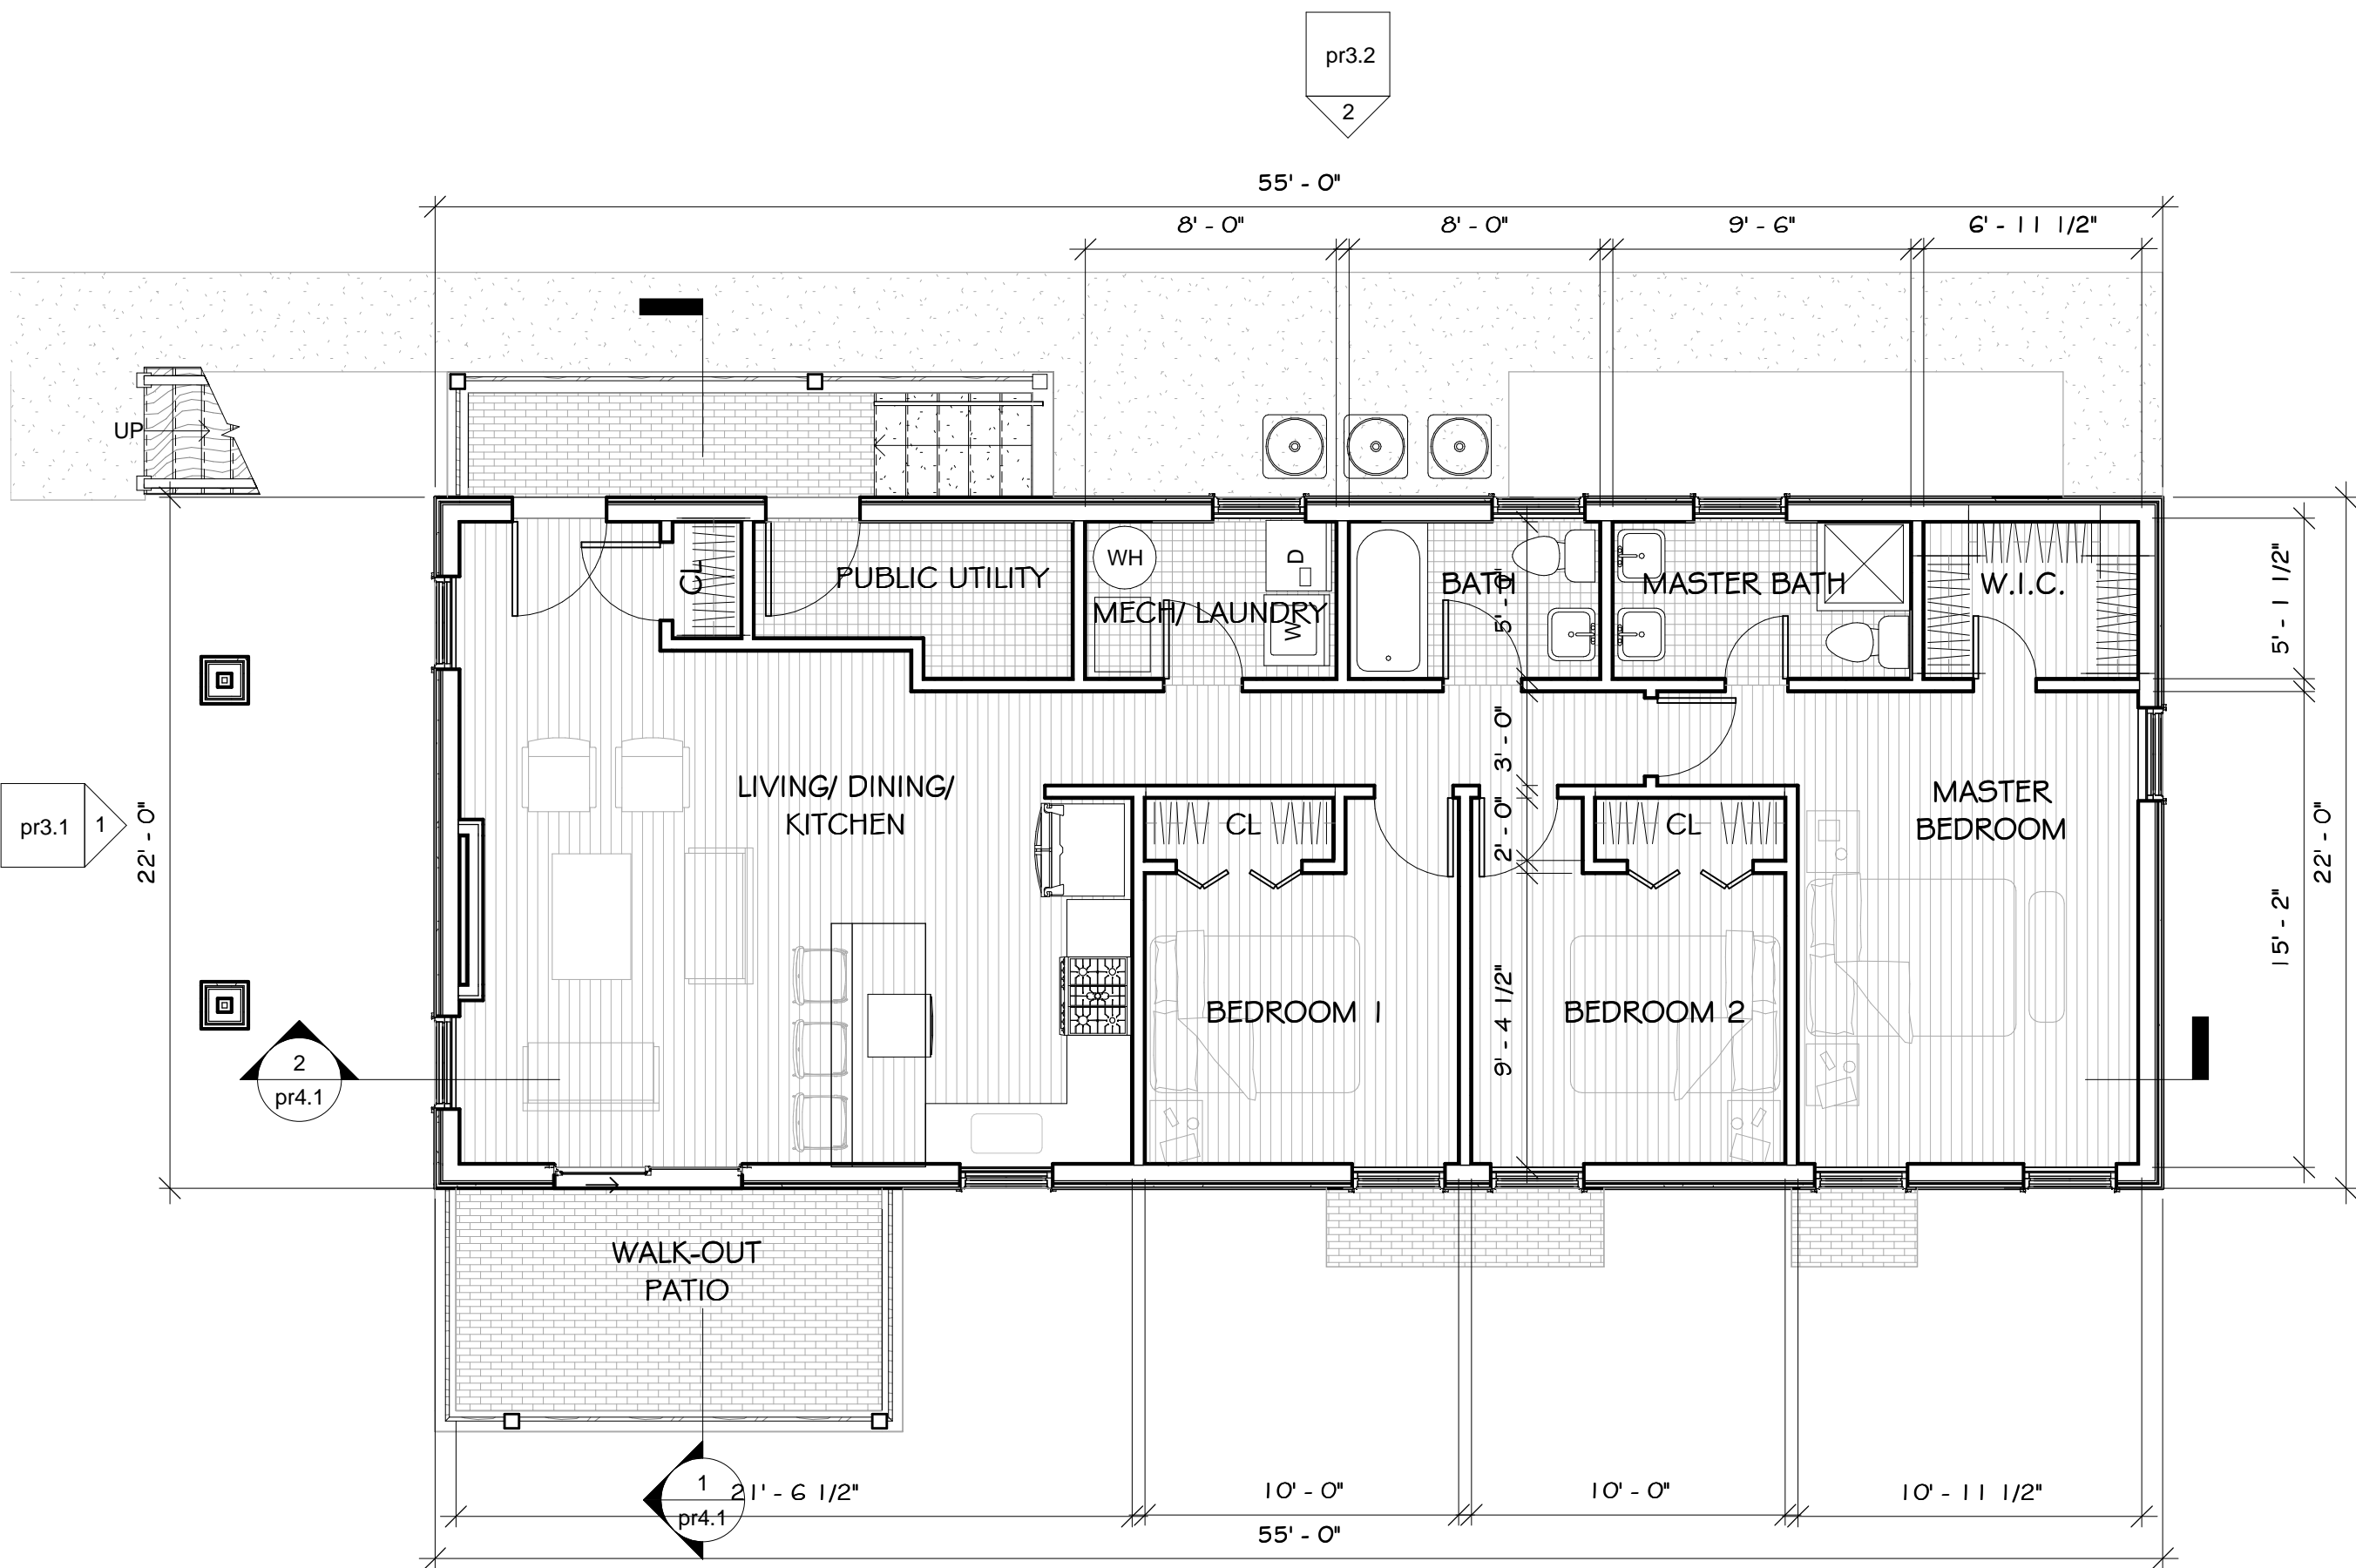 pr3.2
2
55' - 0"
8' - 0"
8' - 0"
9' - 6"
6' - 11 1/2"
UP
WH
D
CL
PUBLIC UTILITY
MECH/ LAUNDRY
W
BATH
5' - 0"
MASTER BATH
W.I.C.
5' - 1 1/2"
3' - 0"
LIVING/ DINING/
KITCHEN
MASTER
BEDROOM
pr3.1
1
22' - 0"
CL
2' - 0"
CL
22' - 0"
15' - 2"
BEDROOM 1
9' - 4 1/2"
BEDROOM 2
2
pr4.1
WALK-OUT
PATIO
1
pr4.1
21' - 6 1/2"
10' - 0"
10' - 0"
10' - 11 1/2"
55' - 0"